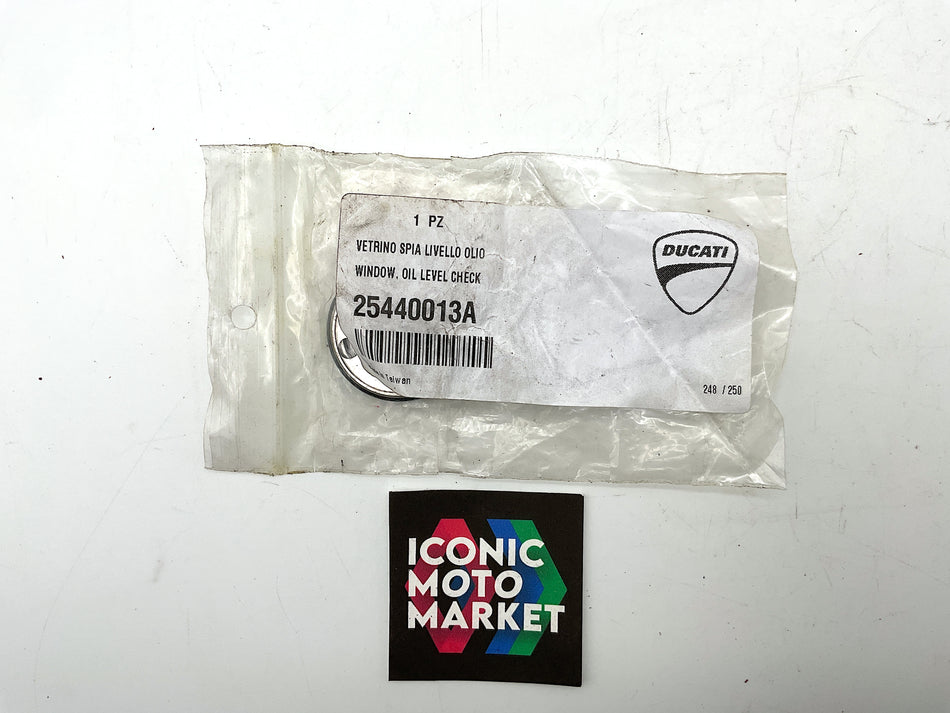 1 PZ
VETRINO SPIA LIVELLO OLIO
WINDOW, OIL LEVEL CHECK
25440013A
Taiwan
DUCATI
248 / 250
ICONIC
MOTO
MARKET